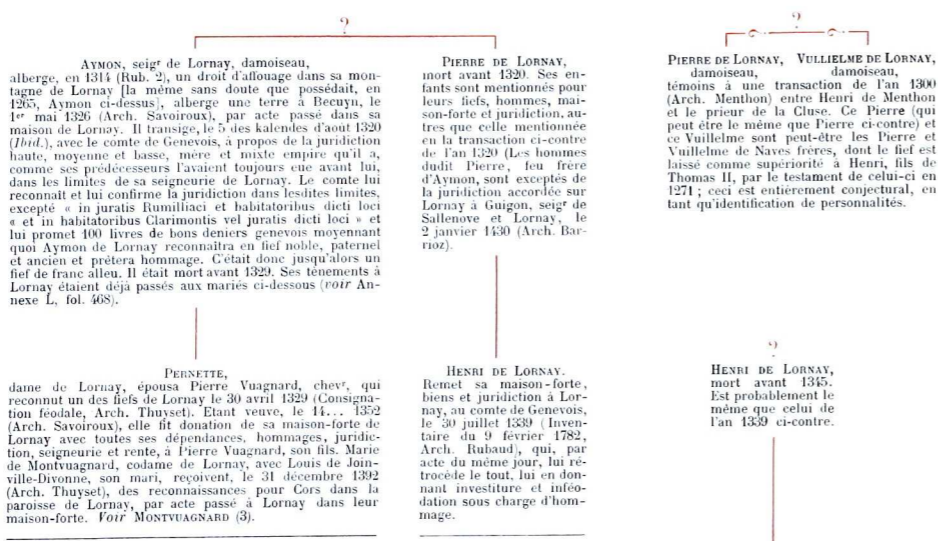 ?
AYMON, seigr de Lornay, damoiseau,
alberge, en 1314 (Rub. 2), un droit d'affouage dans sa mon-
tagne de Lornay [la même sans doute que possédait, en
1265, Aymon ci-dessus], alberge une terre à Becuyn, le
1er mai 1326 (Arch. Savoiroux), par acte passé dans sa
maison de Lornay. Il transige, le 5 des kalendes d'août 1320
(Ibid.), avec le comte de Genevois, à propos de la juridiction
haute, moyenne et basse, mère et mixte empire qu'il a,
comme ses prédécesseurs l'avaient toujours eue avant lui,
dans les limites de sa seigneurie de Lornay. Le comte lui
reconnaît et lui confirme la juridiction dans lesdites limites,
excepté « in juratis Rumilliaci et habitatoribus dicti loci
« et in habitatoribus Clarimontis vel juratis dicti loci » et
lui promet 100 livres de bons deniers genevois moyennant
quoi Aymon de Lornay reconnaîtra en fief noble, paternel
et ancien et prêtera hommage. C'était donc jusqu'alors un
fief de franc alleu. Il était mort avant 1329. Ses tènements à
Lornay étaient déjà passés aux mariés ci-dessous (voir An-
nexe L, fol. 468).
PIERRE DE LORNAY,
mort avant 1320. Ses en-
fants sont mentionnés pour
leurs fiefs, hommes, mai-
son-forte et juridiction, au-
tres que celle mentionnée
en la transaction ci-contre
de l'an 1320 (Les hommes
dudit Pierre, feu frère
d'Aymon, sont exceptés de
la juridiction accordée sur
Lornay à Guigon, seigr de
Sallenove et Lornay, le
2 janvier 1430 (Arch. Bar-
rioz).
?
PIERRE DE LORNAY, VULLIELME DE LORNAY,
damoiseau, damoiseau,
témoins à une transaction de l'an 1300
(Arch. Menthon) entre Henri de Menthon
et le prieur de la Cluse. Ce Pierre (qui
peut être le même que Pierre ci-contre) et
ce Vuillelme sont peut-être les Pierre et
Vuillelme de Naves frères, dont le fief est
laissé comme supériorité à Henri, fils de
Thomas II, par le testament de celui-ci en
1271 ; ceci est entièrement conjectural, en
tant qu'identification de personnalités.
PERNETTE,
dame de Lornay, épousa Pierre Vuagnard, chevr, qui
reconnut un des fiefs de Lornay le 30 avril 1329 (Consigna-
tion féodale, Arch. Thuyset). Etant veuve, le 14... 1352
(Arch. Savoiroux), elle fit donation de sa maison-forte de
Lornay avec toutes ses dépendances, hommages, juridic-
tion, seigneurie et rente, à Pierre Vuagnard, son fils. Marie
de Montvuagnard, codame de Lornay, avec Louis de Join-
ville-Divonne, son mari, reçoivent, le 31 décembre 1392
(Arch. Thuyset), des reconnaissances pour Cors dans la
paroisse de Lornay, par acte passé à Lornay dans leur
maison-forte. Voir MONTVUAGNARD (3).
HENRI DE LORNAY.
Remet sa maison-forte,
biens et juridiction à Lor-
nay, au comte de Genevois,
le 30 juillet 1339 (Inven-
taire du 9 février 1782,
Arch. Rubaud), qui, par
acte du même jour, lui ré-
trocède le tout, lui en don-
nant investiture et inféo-
dation sous charge d'hom-
mage.
?
HENRI DE LORNAY,
mort avant 1345.
Est probablement le
même que celui de
l'an 1339 ci-contre.